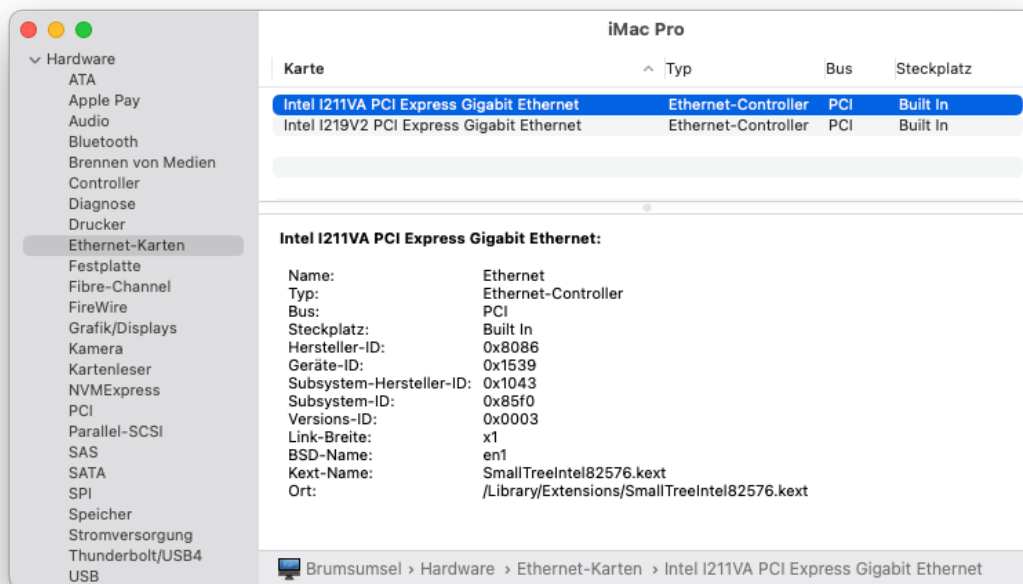 iMac Pro
Hardware
ATA
Apple Pay
Audio
Bluetooth
Brennen von Medien
Controller
Diagnose
Drucker
Ethernet-Karten
Festplatte
Fibre-Channel
FireWire
Grafik/Displays
Kamera
Kartenleser
NVMExpress
PCI
Parallel-SCSI
SAS
SATA
SPI
Speicher
Stromversorgung
Thunderbolt/USB4
USB
Karte Typ Bus Steckplatz
Intel I211VA PCI Express Gigabit Ethernet Ethernet-Controller PCI Built In
Intel I219V2 PCI Express Gigabit Ethernet Ethernet-Controller PCI Built In
Intel I211VA PCI Express Gigabit Ethernet:
Name: Ethernet
Typ: Ethernet-Controller
Bus: PCI
Steckplatz: Built In
Hersteller-ID: 0x8086
Geräte-ID: 0x1539
Subsystem-Hersteller-ID: 0x1043
Subsystem-ID: 0x85f0
Versions-ID: 0x0003
Link-Breite: x1
BSD-Name: en1
Kext-Name: SmallTreeIntel82576.kext
Ort: /Library/Extensions/SmallTreeIntel82576.kext
Brumsumsel › Hardware › Ethernet-Karten › Intel I211VA PCI Express Gigabit Ethernet